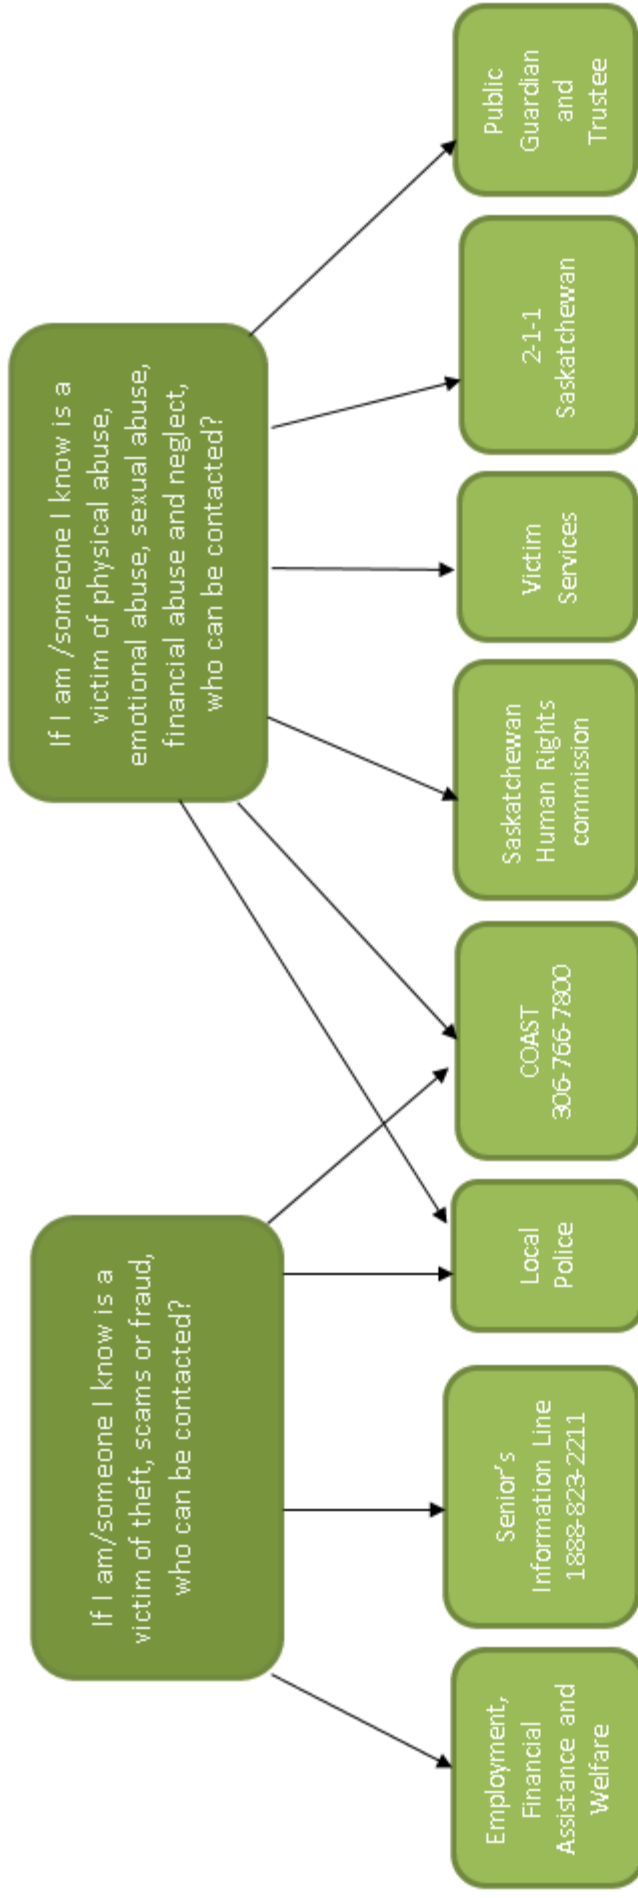 If I am/someone I know is a
victim of theft, scams or fraud,
who can be contacted?
If I am /someone I know is a
victim of physical abuse,
emotional abuse, sexual abuse,
financial abuse and neglect,
who can be contacted?
Employment,
Financial
Assistance and
Welfare
Senior's
Information Line
1888-823-2211
Local
Police
COAST
306-766-7800
Saskatchewan
Human Rights
commission
Victim
Services
2-1-1
Saskatchewan
Public
Guardian
and
Trustee